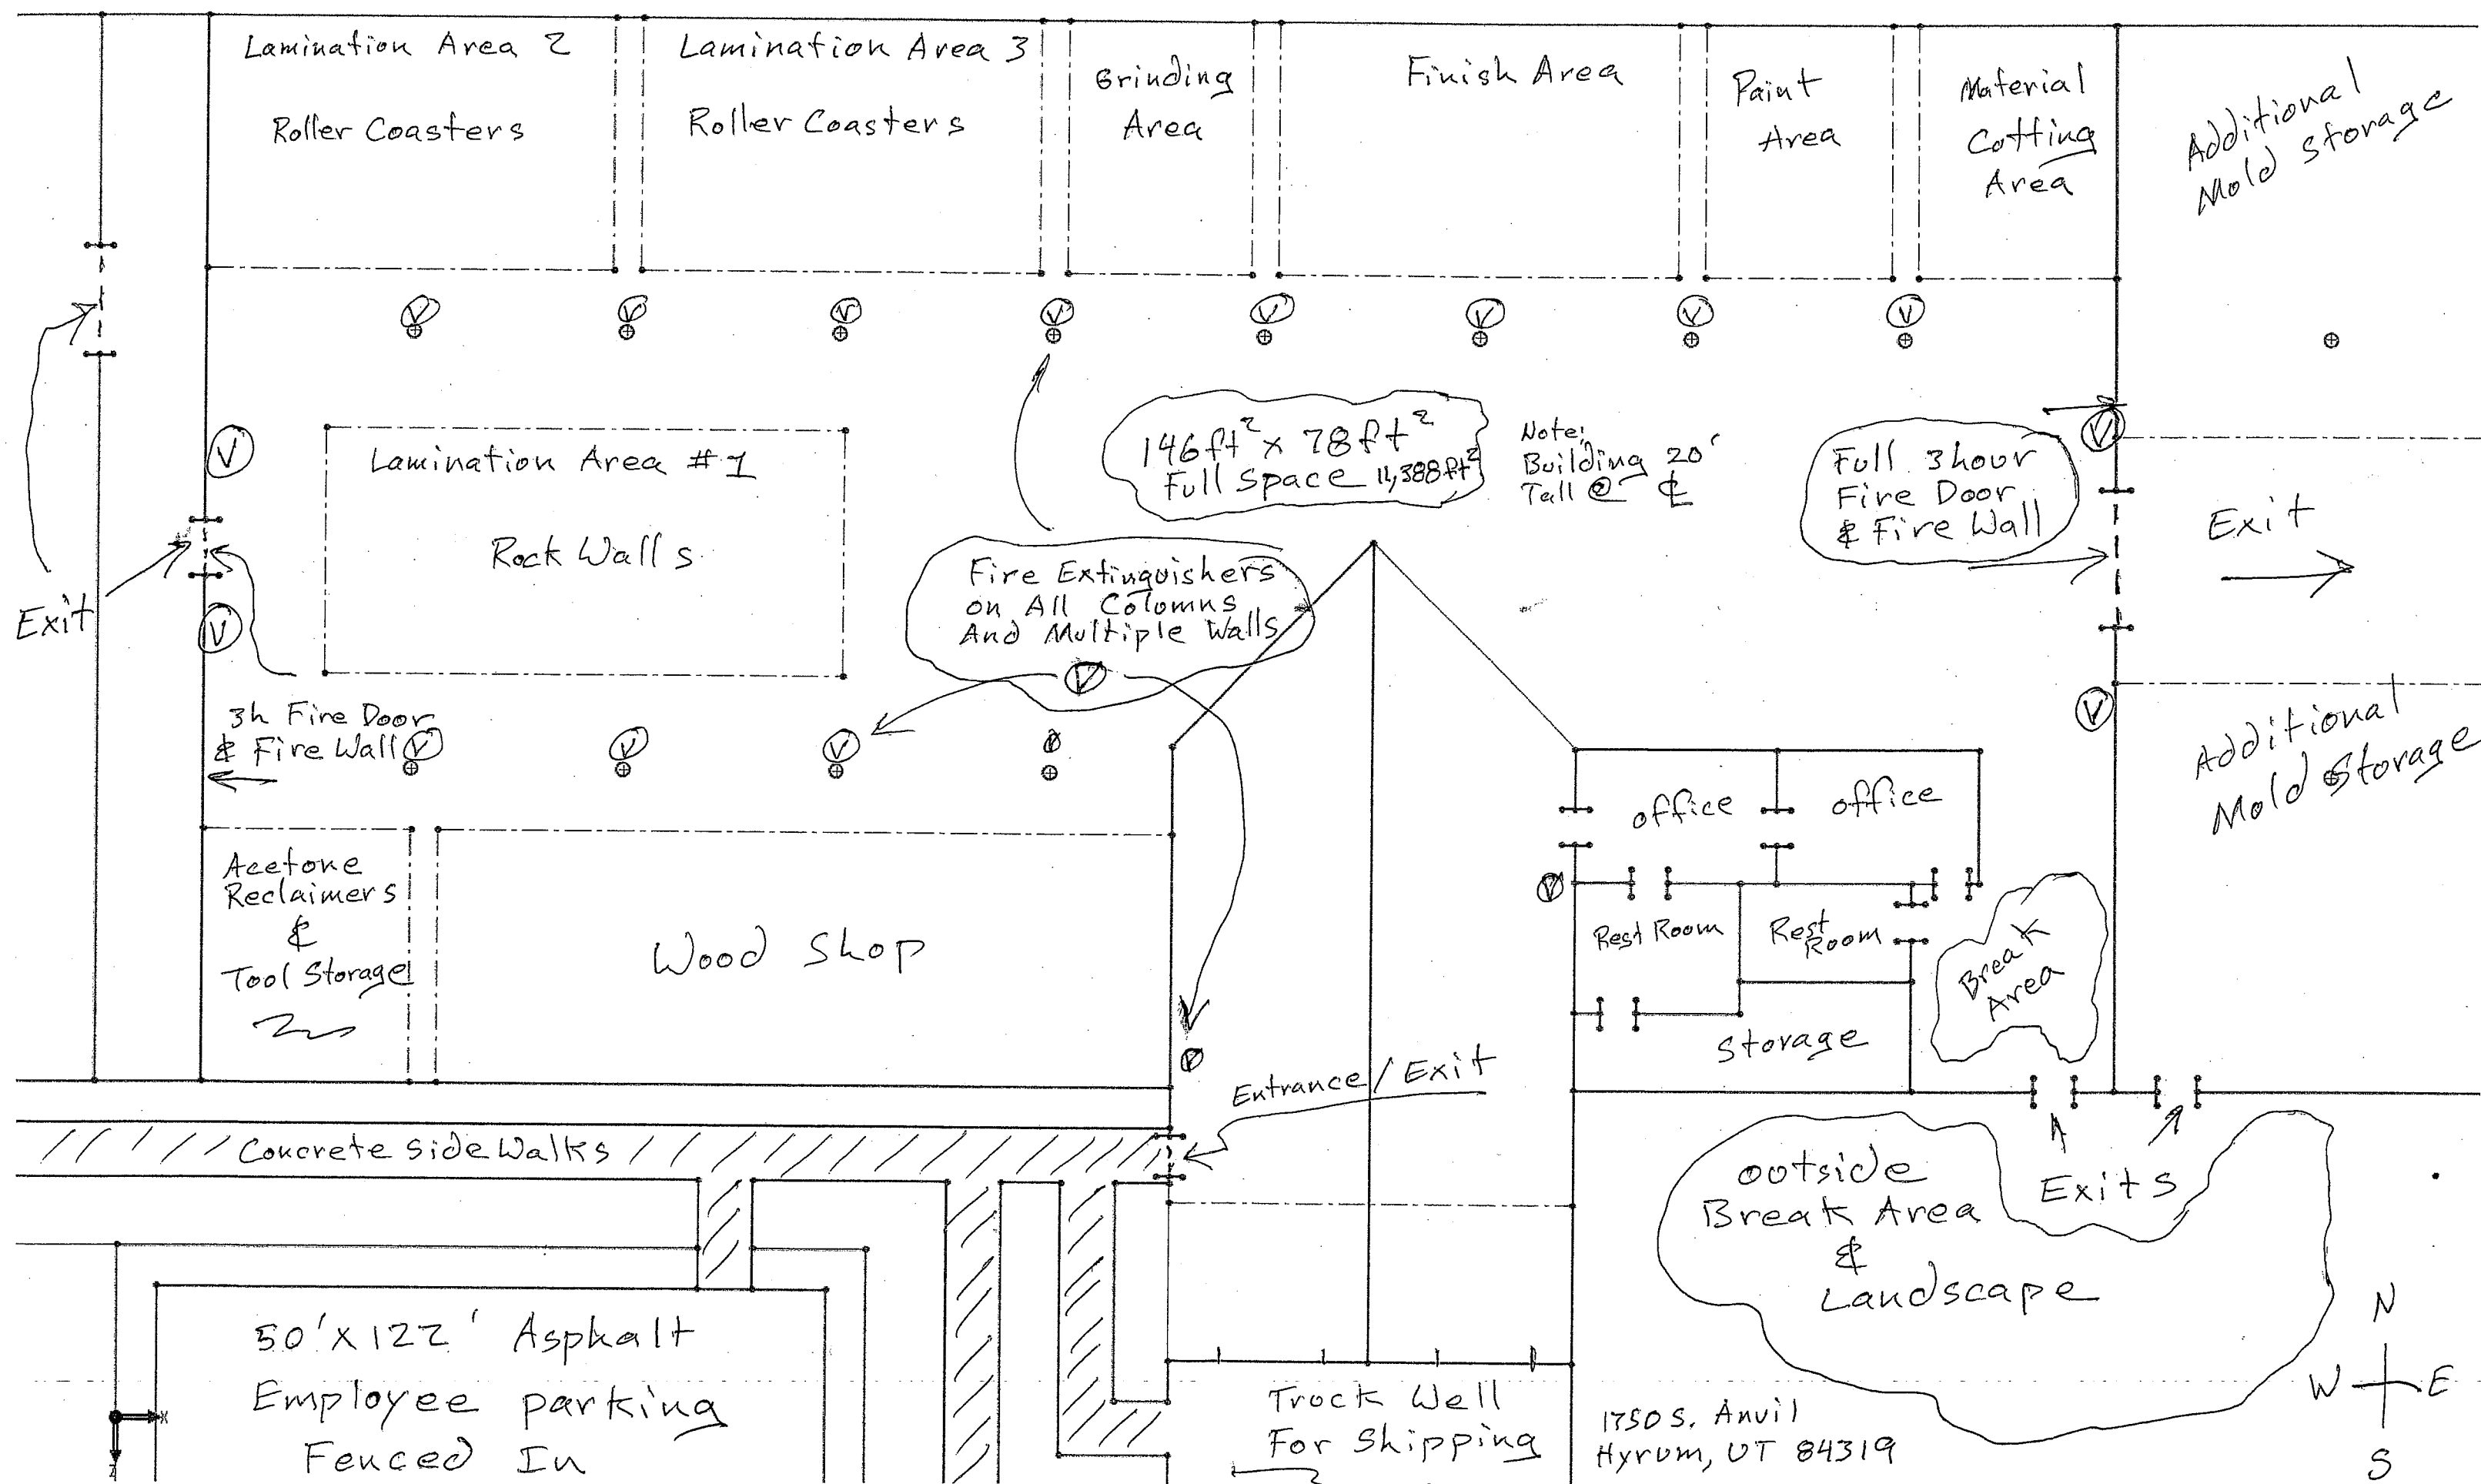 Lamination Area 2
Roller Coasters
Lamination Area 3
Roller Coasters
Grinding
Area
Finish Area
Paint
Area
Material
Cutting
Area
Additional
Mold Storage
V
V
V
V
V
V
V
V
V
V
Lamination Area #1
Rock Walls
146ft² x 78ft²
Full Space 11,388ft²
Note:
Building 20'
Tall @ ℄
Full 3hour
Fire Door
& Fire Wall
V
Exit
Exit
Fire Extinguishers
on All Columns
And Multiple Walls
V
3h Fire Door
& Fire Wall
V
V
V
V
V
Additional
Mold Storage
office
office
Acetone
Reclaimers
&
Tool Storage
Wood Shop
V
Rest Room
Rest
Room
Break
Area
Storage
V
Entrance/Exit
Concrete Side Walks
Outside
Break Area
&
Landscape
Exits
50'x122' Asphalt
Employee parking
Fenced In
Truck Well
For Shipping
1750 S. Anvil
Hyrum, UT 84319
N
W E
S
X
Z